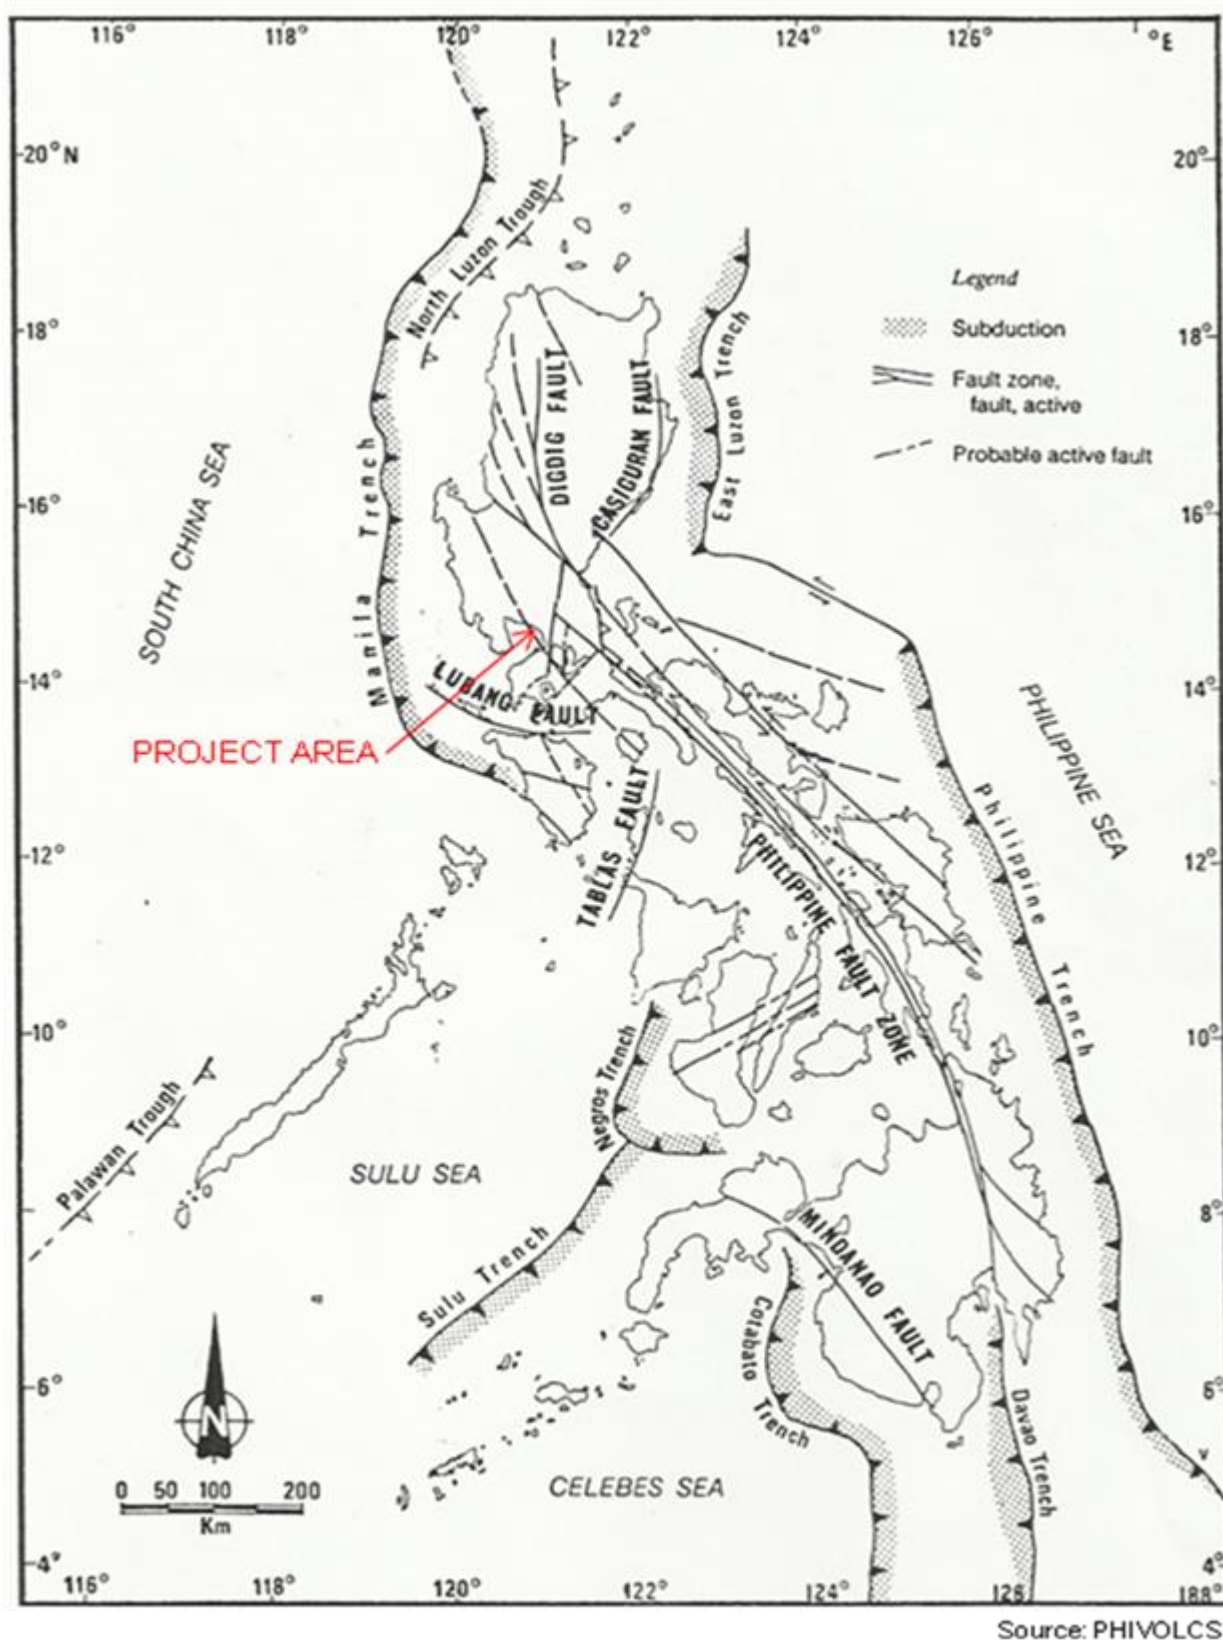 116°
118°
120°
122°
124°
126°
°E
20°N
20°
North Luzon Trough
Legend
Subduction
Fault zone,
fault, active
Probable active fault
18°
18°
East Luzon Trench
DIGDIG FAULT
CASIGURAN FAULT
Manila Trench
SOUTH CHINA SEA
16°
16°
14°
14°
LUBANG FAULT
PROJECT AREA
PHILIPPINE SEA
TABLAS FAULT
PHILIPPINE FAULT ZONE
Philippine Trench
12°
12°
10°
10°
Negros Trench
Palawan Trough
SULU SEA
8°
Sulu Trench
MINDANAO FAULT
Cotabato Trench
6°
6°
Davao Trench
N
CELEBES SEA
0 50 100 200
Km
4°
4°
116°
118°
120°
122°
124°
126
188°
Source: PHIVOLCS